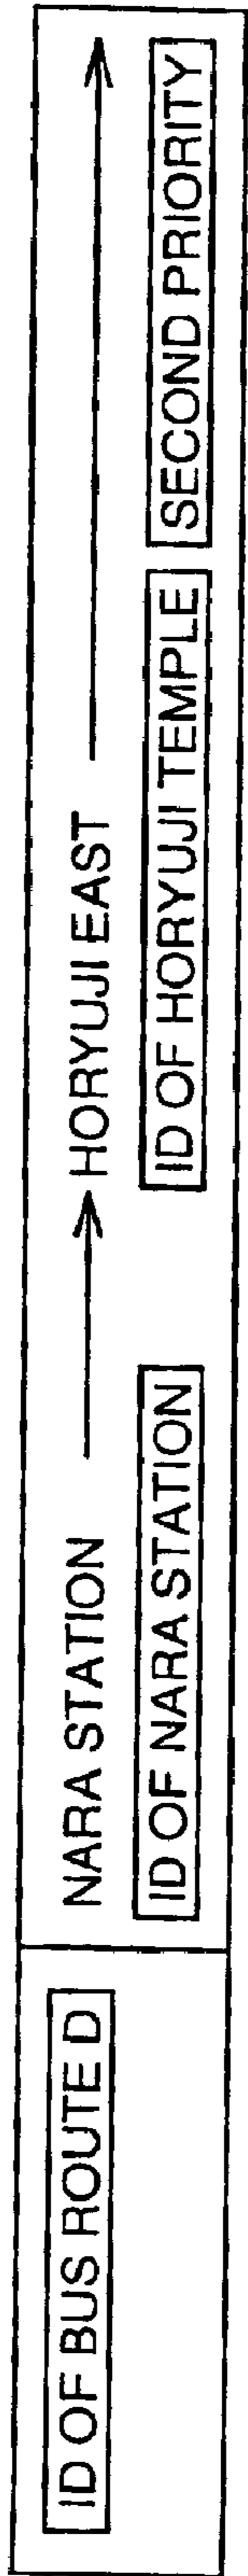 ID OF BUS ROUTE D
NARA STATION → HORYUJI EAST →
ID OF NARA STATION ID OF HORYUJI TEMPLE SECOND PRIORITY